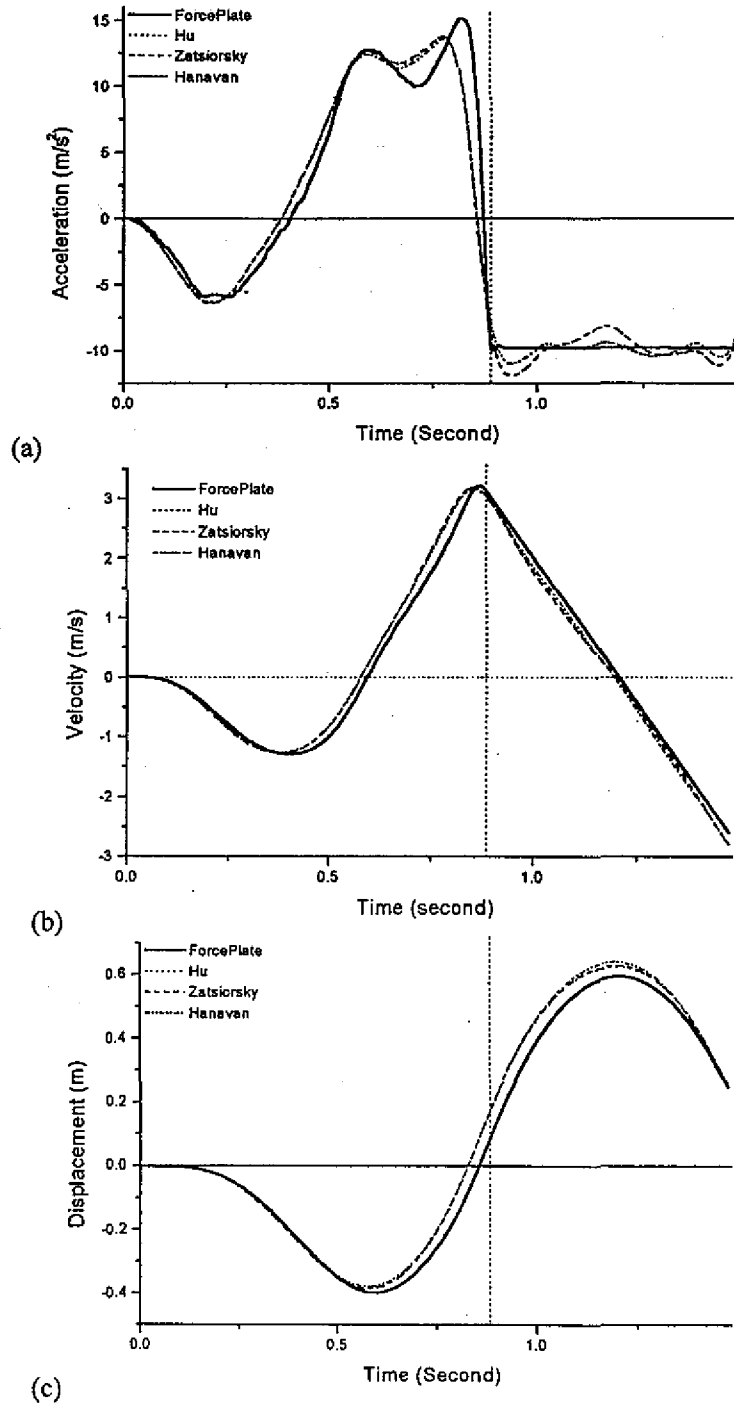 ForcePlate
Hu
Zatsiorsky
Hanavan
15
10
5
0
-5
-10
Acceleration (m/s²)
0.0
0.5
1.0
Time (Second)
(a)
ForcePlate
Hu
Zatsiorsky
Hanavan
3
2
1
0
-1
-2
-3
Velocity (m/s)
0.0
0.5
1.0
Time (second)
(b)
ForcePlate
Hu
Zatsiorsky
Hanavan
0.6
0.4
0.2
0.0
-0.2
-0.4
Displacement (m)
0.0
0.5
1.0
Time (Second)
(c)